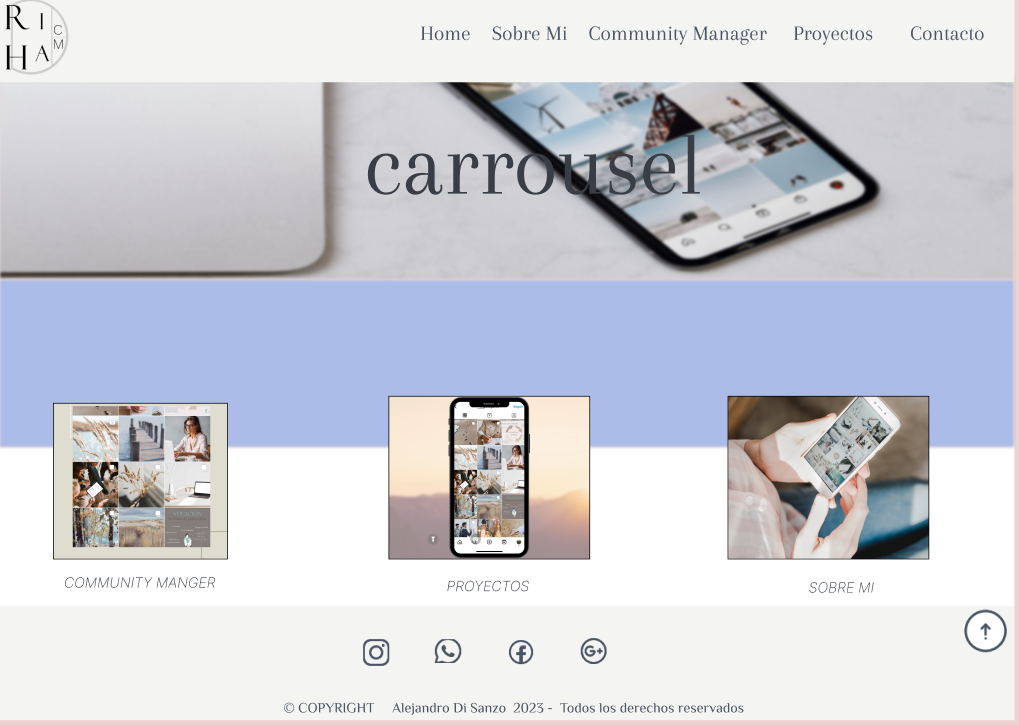 R I C
H A M
Home Sobre Mi Community Manager Proyectos Contacto
carrousel
COMMUNITY MANGER
PROYECTOS
SOBRE MI
© COPYRIGHT Alejandro Di Sanzo 2023 - Todos los derechos reservados